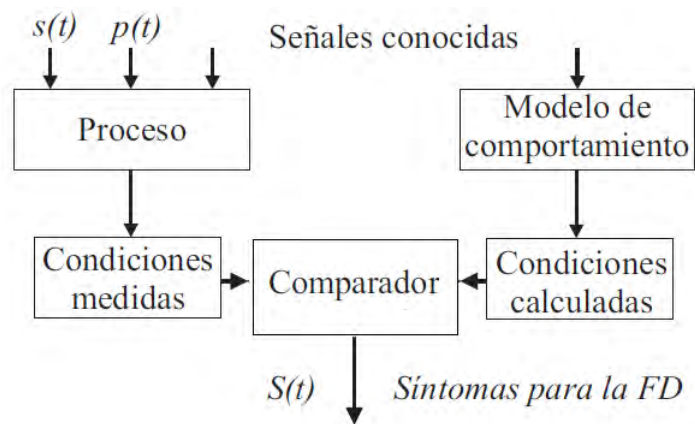 s(t) p(t) Señales conocidas
Proceso
Modelo de
comportamiento
Condiciones
medidas
Comparador
Condiciones
calculadas
S(t) Síntomas para la FD